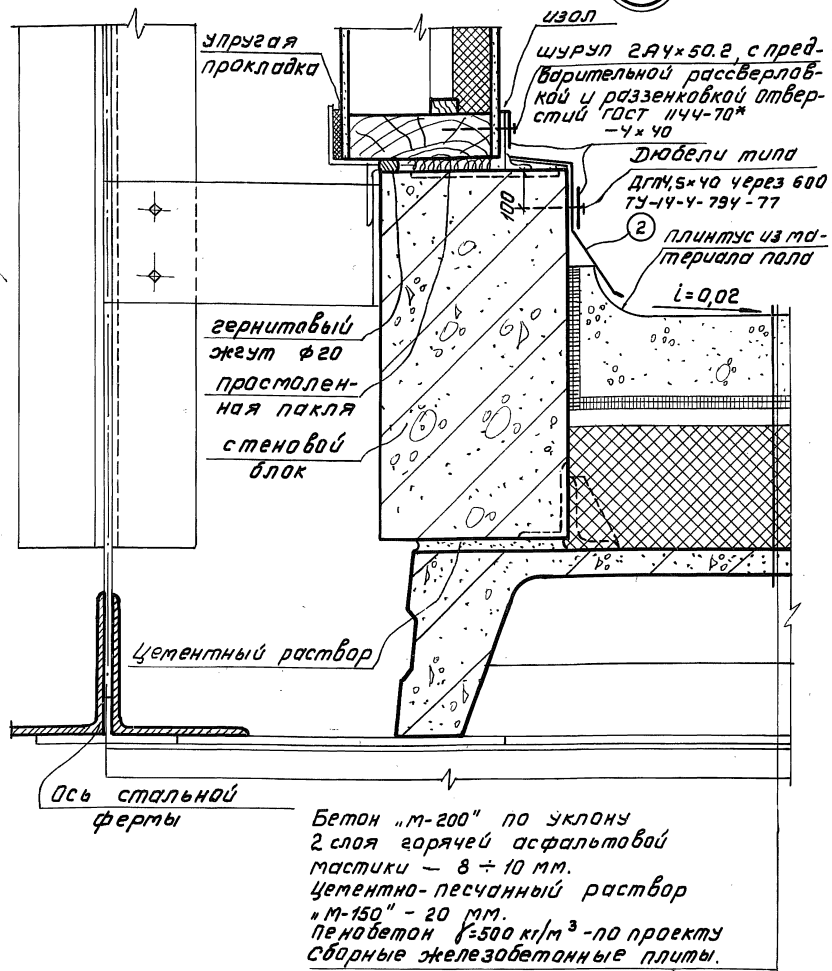 изол
упругая
прокладка
шуруп 2А4×50.2, с пред-
варительной рассверлов-
кой и раззенковкой отвер-
стий ГОСТ 1144-70*
—4×40
Дюбели типа
ДГП4,5×40 через 600
ТУ-14-4-794-77
100
2
плинтус из ма-
териала пола
i=0,02
гернитовый
жгут ф20
просмолен-
ная пакля
стеновой
блок
Цементный раствор
Ось стальной
фермы
Бетон „М-200" по уклону
2 слоя горячей асфальтовой
мастики — 8 ÷ 10 мм.
Цементно-песчанный раствор
„М-150" - 20 мм.
Пенобетон γ=500 кг/м³ -по проекту
Сборные железобетонные плиты.